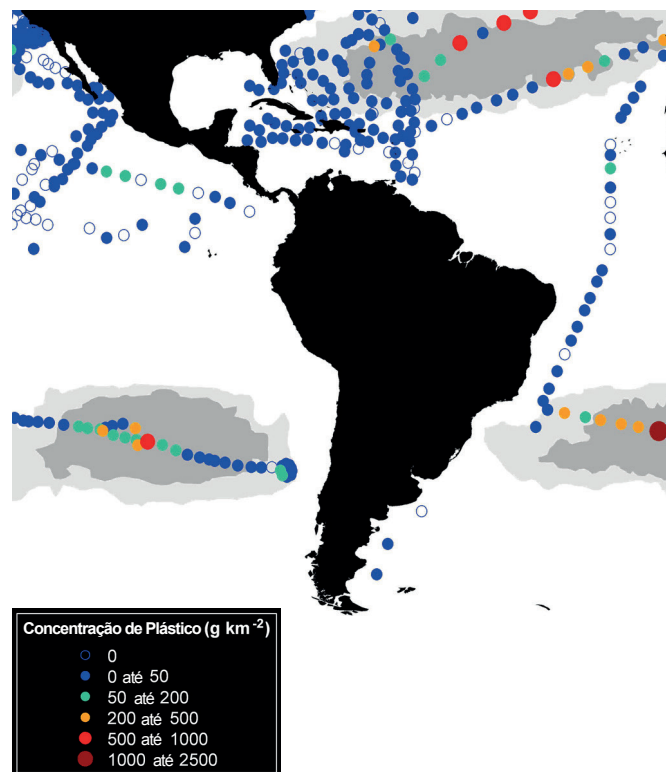 Concentração de Plástico (g km⁻²)
0
0 até 50
50 até 200
200 até 500
500 até 1000
1000 até 2500